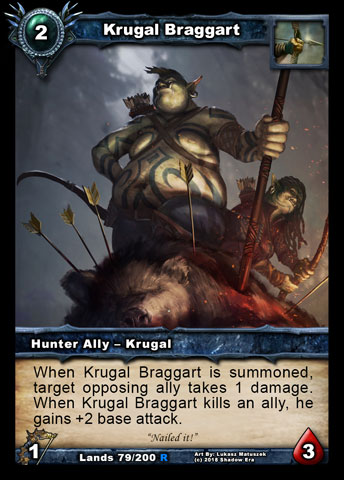 2
Krugal Braggart
Hunter Ally – Krugal
When Krugal Braggart is summoned,
target opposing ally takes 1 damage.
When Krugal Braggart kills an ally, he
gains +2 base attack.
"Nailed it!"
1
Lands 79/200 R
Art By: Lukasz Matuszek
(c) 2018 Shadow Era
3